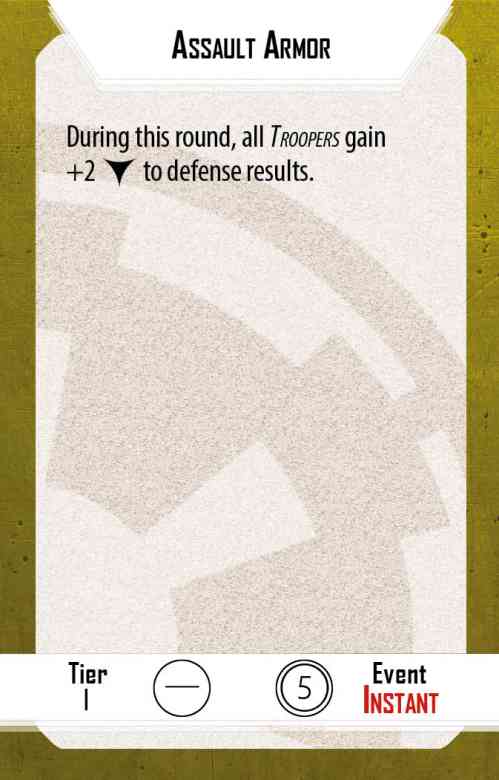 Assault Armor
During this round, all Troopers gain
+2 to defense results.
Tier
I
—
5
Event
Instant